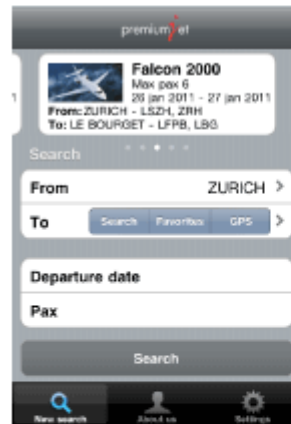 premiumjet
Falcon 2000
Max pax 6
26 jan 2011 - 27 jan 2011
From: ZURICH - LSZH, ZRH
To: LE BOURGET - LFPB, LBG
Search
From ZURICH >
To Search Favorites GPS >
Departure date
Pax
Search
New search About us Settings